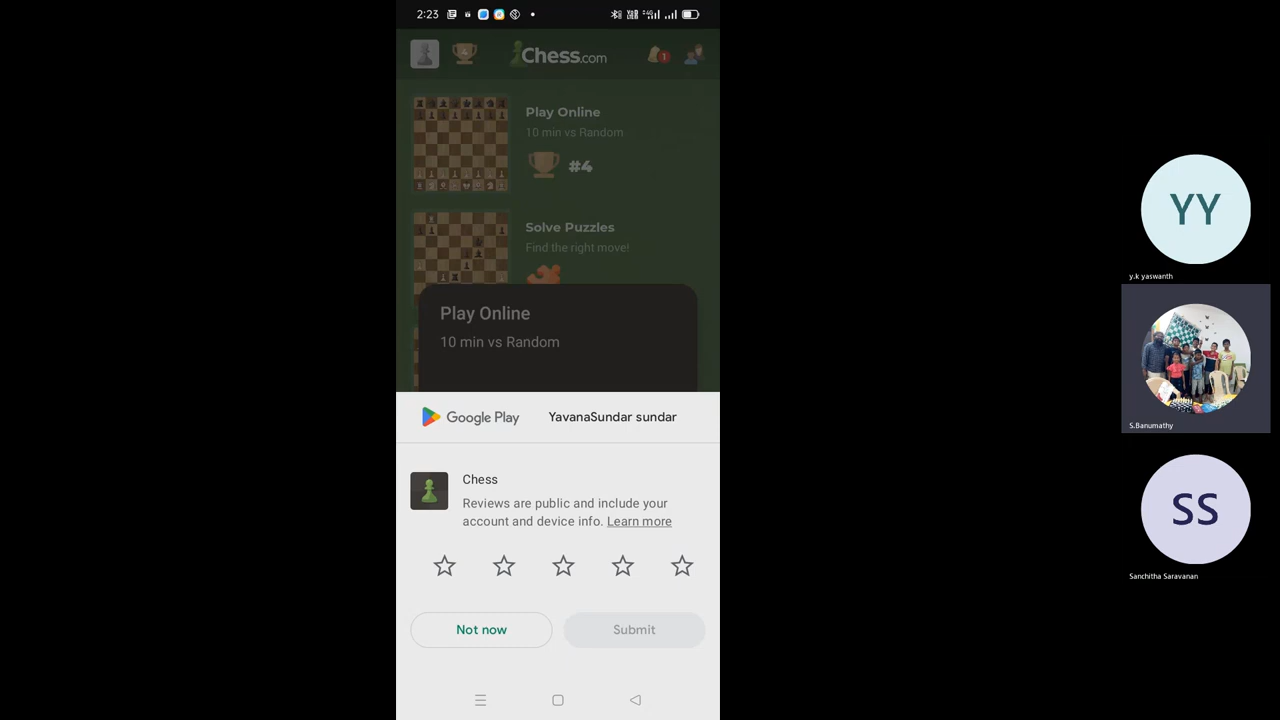 2:23
Chess.com
1
Play Online
10 min vs Random
#4
Solve Puzzles
Find the right move!
Play Online
10 min vs Random
Google Play
YavanaSundar sundar
Chess
Reviews are public and include your
account and device info. Learn more
Not now
Submit
YY
y.k yaswanth
S.Banumathy
SS
Sanchitha Saravanan